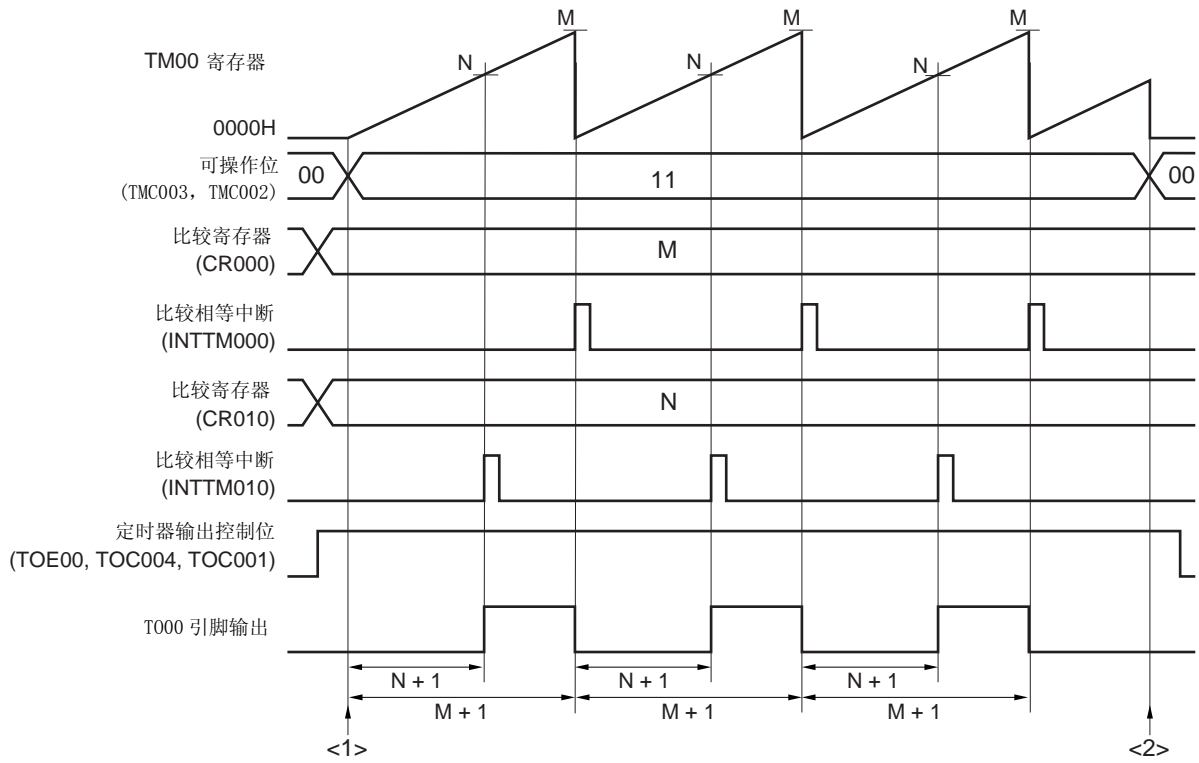 M M M
TM00 寄存器
N N N
0000H
可操作位
(TMC003，TMC002)
00 11 00
比较寄存器
(CR000)
M
比较相等中断
(INTTM000)
比较寄存器
(CR010)
N
比较相等中断
(INTTM010)
定时器输出控制位
(TOE00, TOC004, TOC001)
TO00 引脚输出
N + 1 N + 1 N + 1
M + 1 M + 1 M + 1
<1> <2>